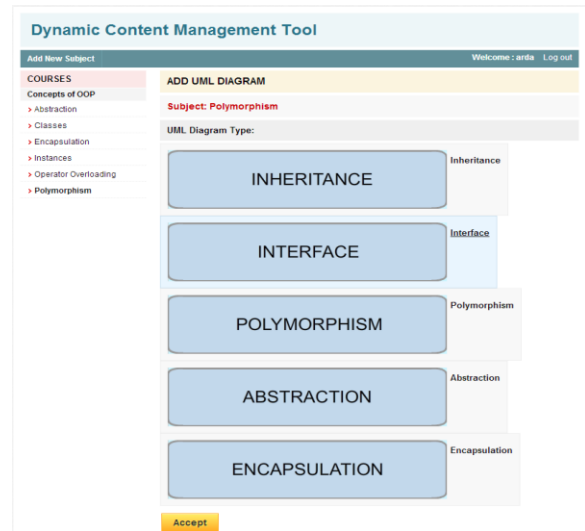 Dynamic Content Management Tool
Add New Subject
Welcome : arda Log out
COURSES
Concepts of OOP
> Abstraction
> Classes
> Encapsulation
> Instances
> Operator Overloading
> Polymorphism
ADD UML DIAGRAM
Subject: Polymorphism
UML Diagram Type:
INHERITANCE
Inheritance
INTERFACE
Interface
POLYMORPHISM
Polymorphism
ABSTRACTION
Abstraction
ENCAPSULATION
Encapsulation
Accept